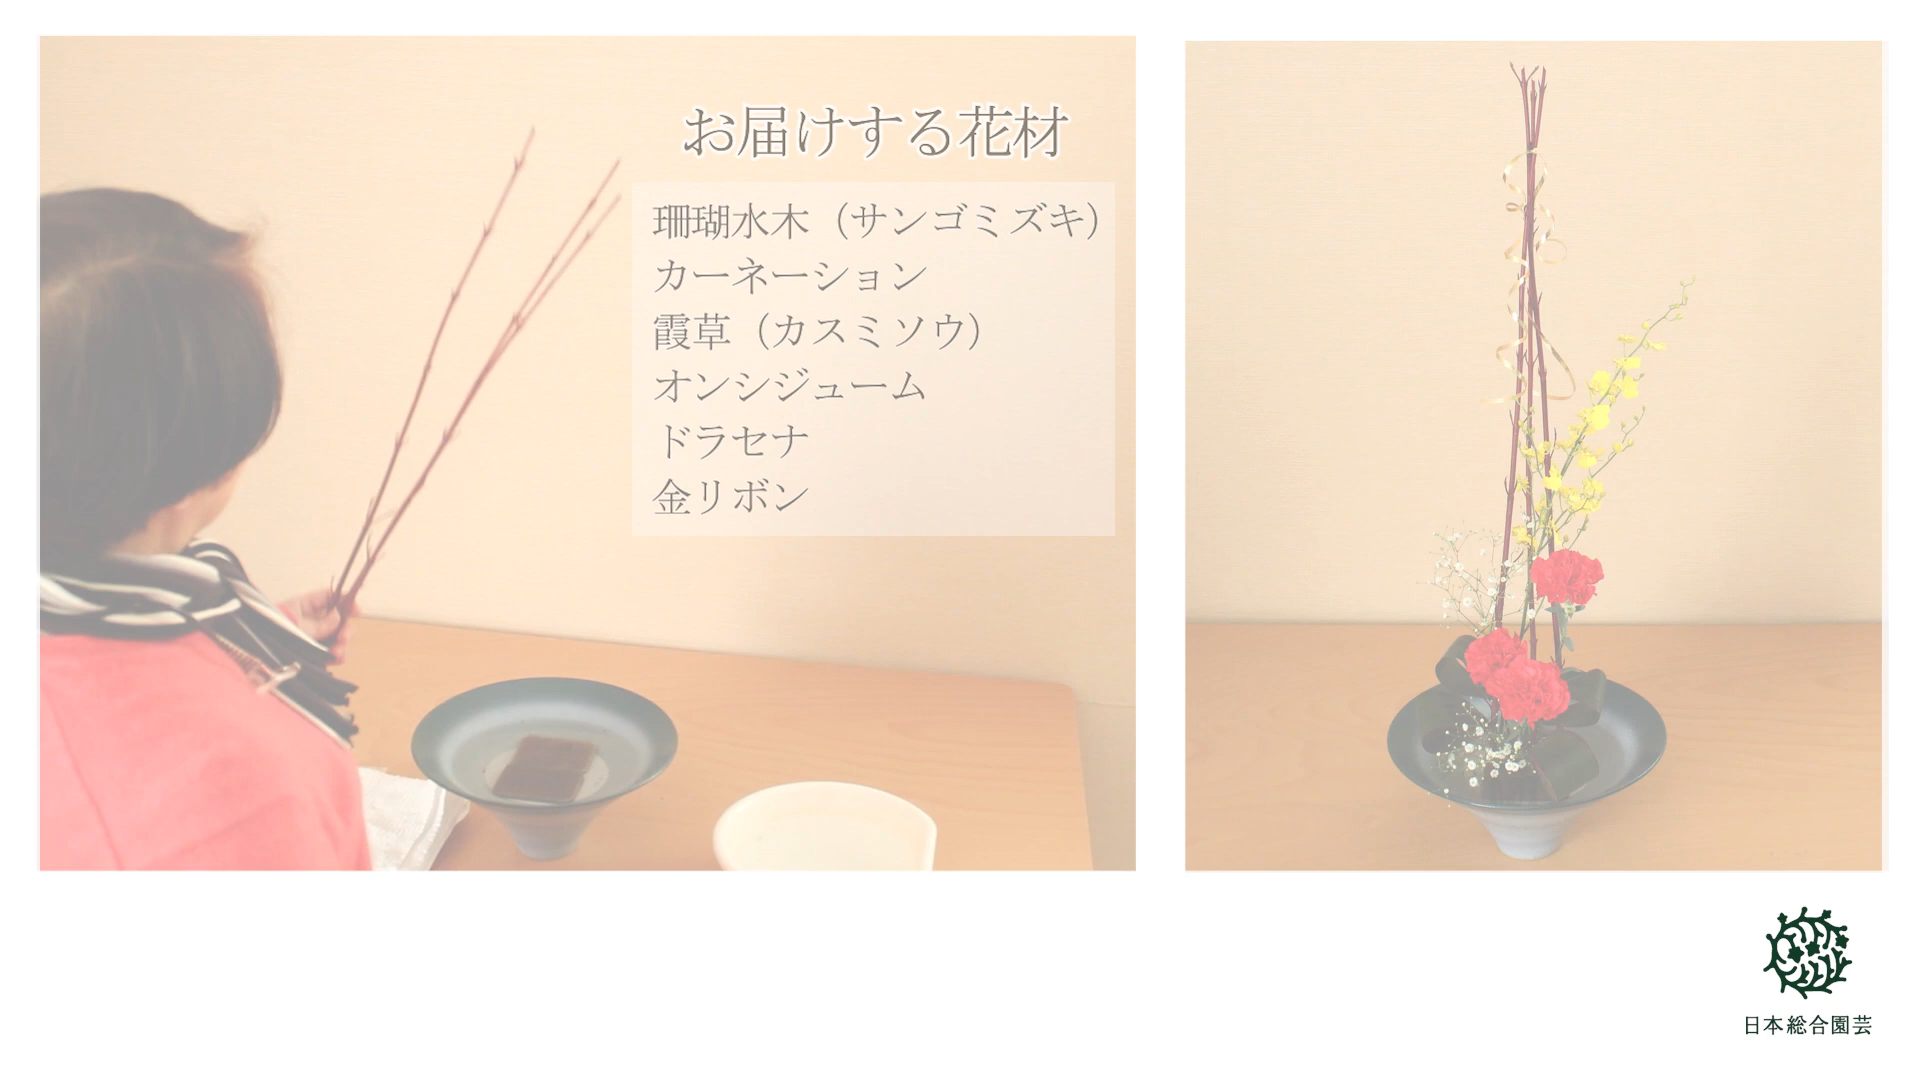 お届けする花材
珊瑚水木（サンゴミズキ）
カーネーション
霞草（カスミソウ）
オンシジューム
ドラセナ
金リボン
日本総合園芸